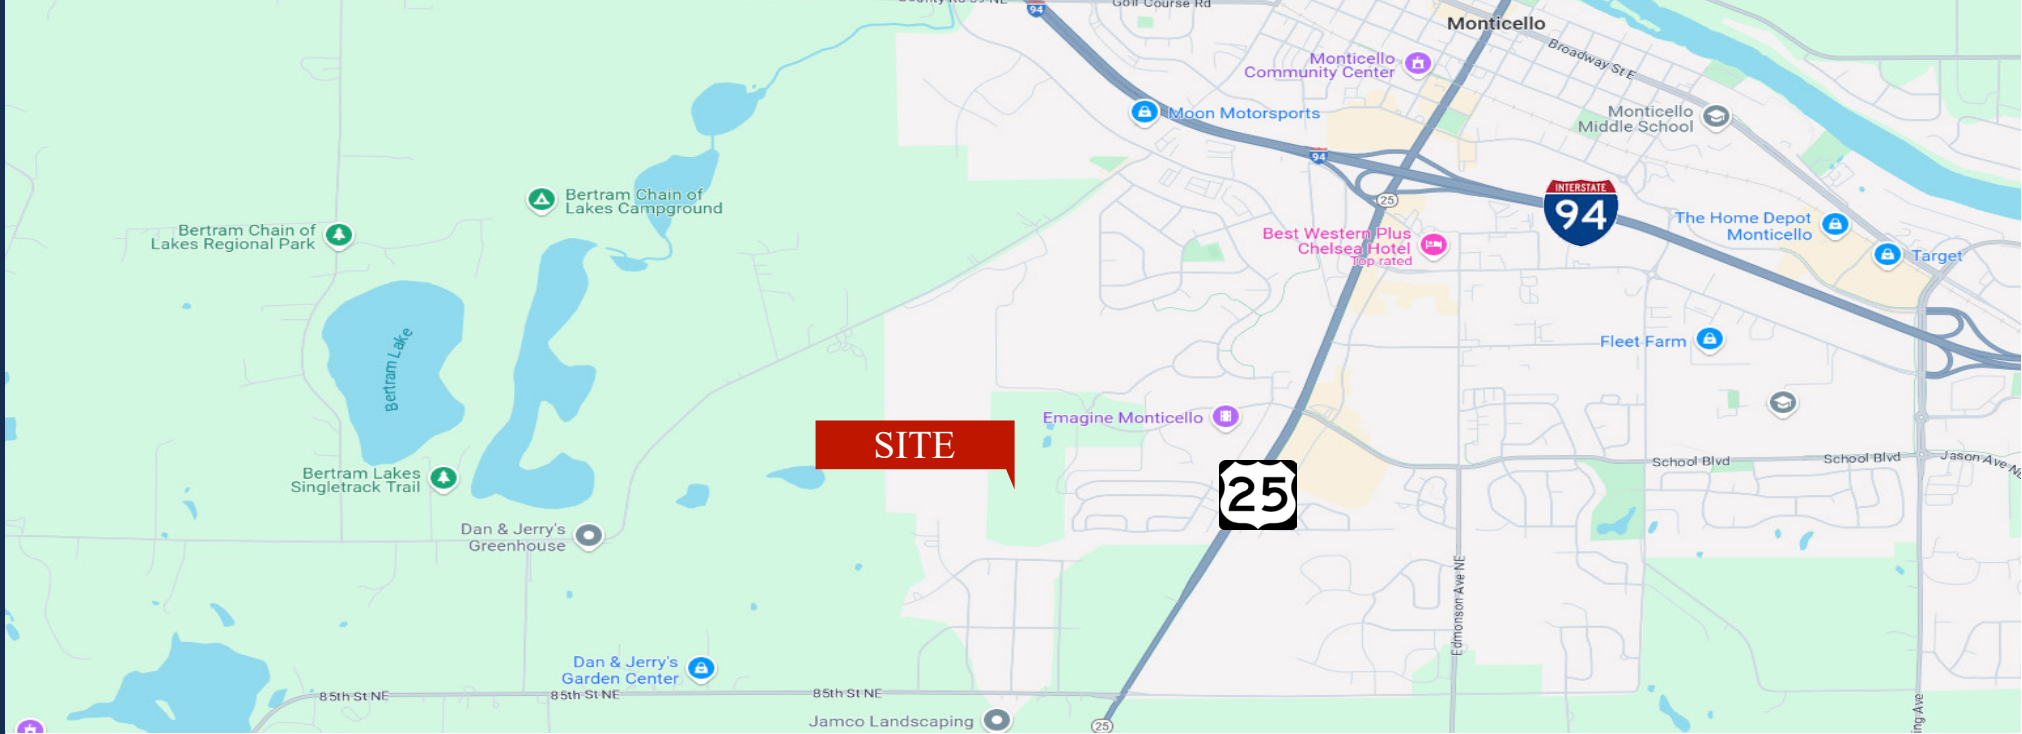 94
Golf Course Rd
Monticello
Broadway St E
Monticello
Community Center
Moon Motorsports
Monticello
Middle School
94
Bertram Chain of
Lakes Campground
25
INTERSTATE
94
Bertram Chain of
Lakes Regional Park
The Home Depot
Monticello
Best Western Plus
Chelsea Hotel
Top rated
Target
Bertram Lake
Fleet Farm
Emagine Monticello
SITE
School Blvd
School Blvd
Jason Ave NE
Bertram Lakes
Singletrack Trail
25
Dan & Jerry's
Greenhouse
Edmonson Ave NE
Dan & Jerry's
Garden Center
85th St NE
85th St NE
85th St NE
Jamco Landscaping
25
ing Ave